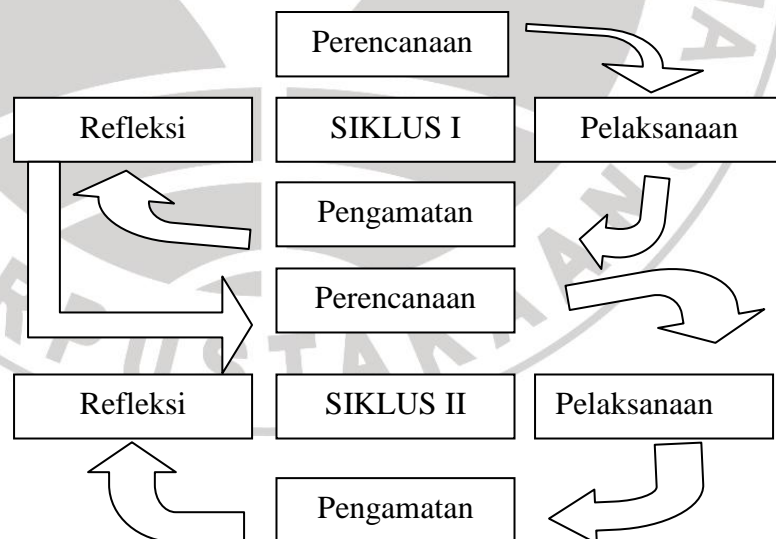 Perencanaan
Refleksi
SIKLUS I
Pelaksanaan
Pengamatan
Perencanaan
Refleksi
SIKLUS II
Pelaksanaan
Pengamatan